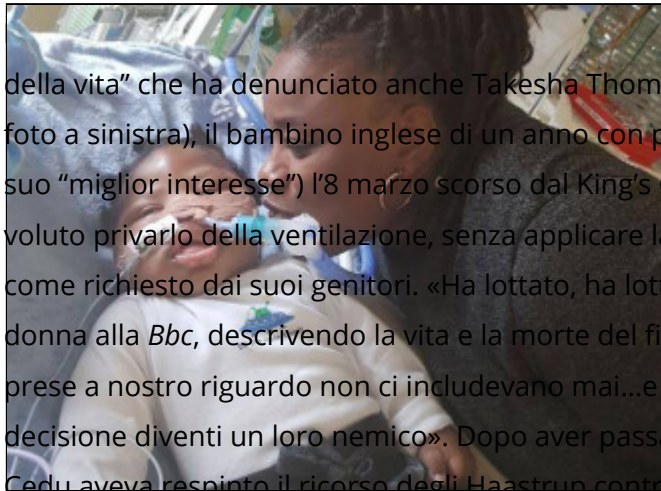 della vita” che ha denunciato anche Takesha Thom
foto a sinistra), il bambino inglese di un anno con p
suo “miglior interesse”) l’8 marzo scorso dal King’s
voluto privarlo della ventilazione, senza applicare la
come richiesto dai suoi genitori. «Ha lottato, ha lott
donna alla Bbc, descrivendo la vita e la morte del fi
prese a nostro riguardo non ci includevano mai...e
decisione diventi un loro nemico». Dopo aver pass
Cedu aveva respinto il ricorso degli Haastrup contr